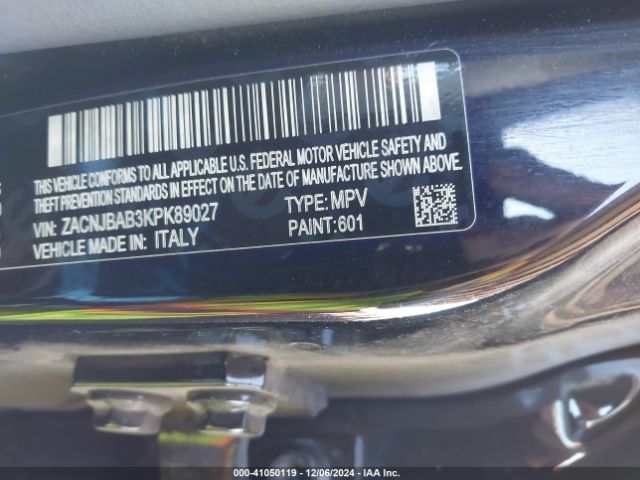 THIS VEHICLE CONFORMS TO ALL APPLICABLE U.S. FEDERAL MOTOR VEHICLE SAFETY AND
THEFT PREVENTION STANDARDS IN EFFECT ON THE DATE OF MANUFACTURE SHOWN ABOVE.
VIN: ZACNJBAB3KPK89027 TYPE: MPV
VEHICLE MADE IN: ITALY PAINT:601
000-41050119 - 12/06/2024 - IAA Inc.